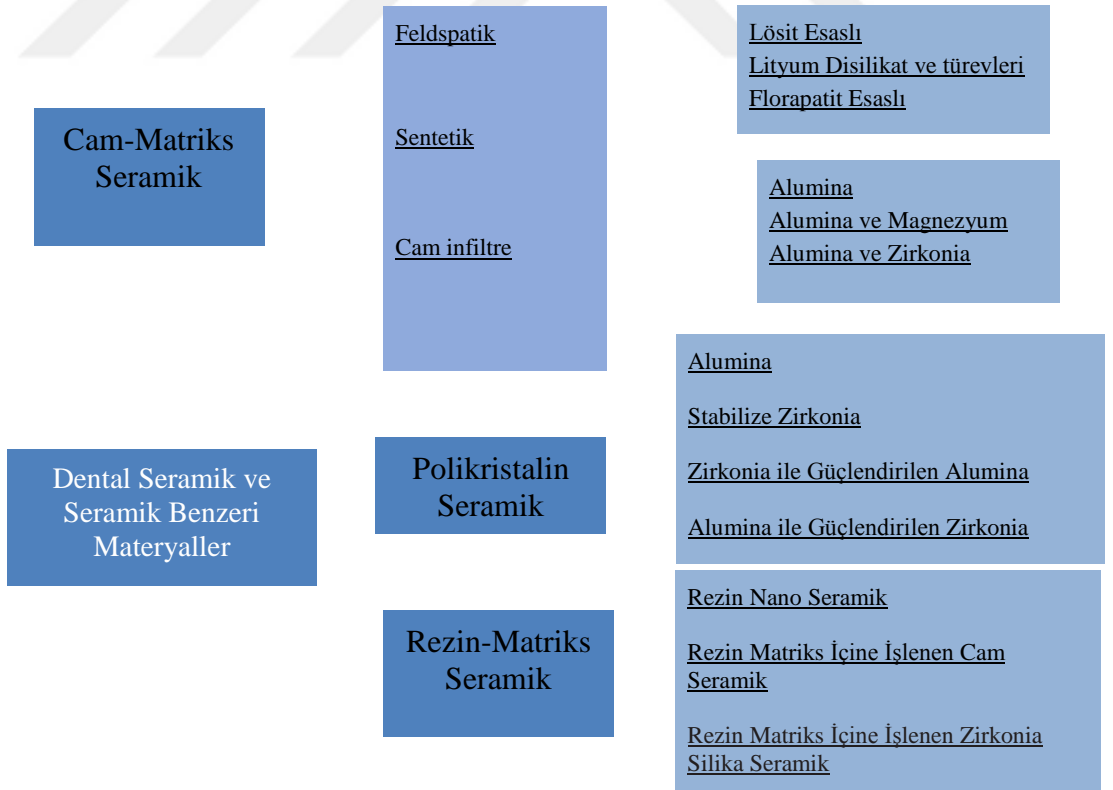 Feldspatik
Sentetik
Cam infiltre
Lösit Esaslı
Lityum Disilikat ve türevleri
Florapatit Esaslı
Cam-Matriks
Seramik
Alumina
Alumina ve Magnezyum
Alumina ve Zirkonia
Alumina
Stabilize Zirkonia
Zirkonia ile Güçlendirilen Alumina
Alumina ile Güçlendirilen Zirkonia
Dental Seramik ve
Seramik Benzeri
Materyaller
Polikristalin
Seramik
Rezin-Matriks
Seramik
Rezin Nano Seramik
Rezin Matriks İçine İşlenen Cam
Seramik
Rezin Matriks İçine İşlenen Zirkonia
Silika Seramik